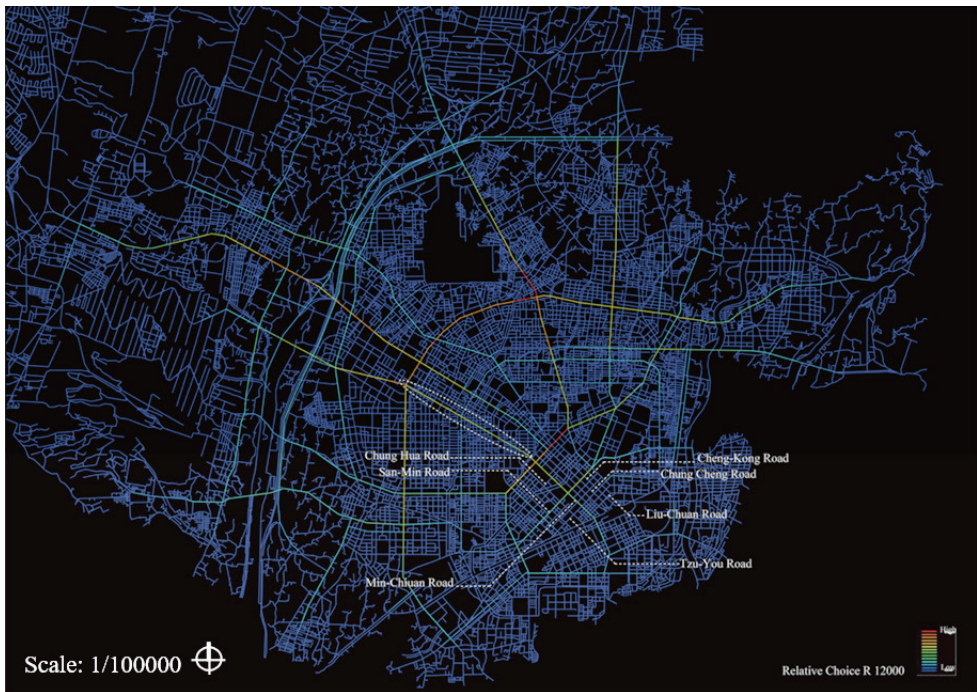 Chung Hua Road
San-Min Road
Cheng-Kong Road
Chung Cheng Road
Liu-Chuan Road
Tzu-You Road
Min-Chiuan Road
High
Low
Scale: 1/100000
Relative Choice R 12000